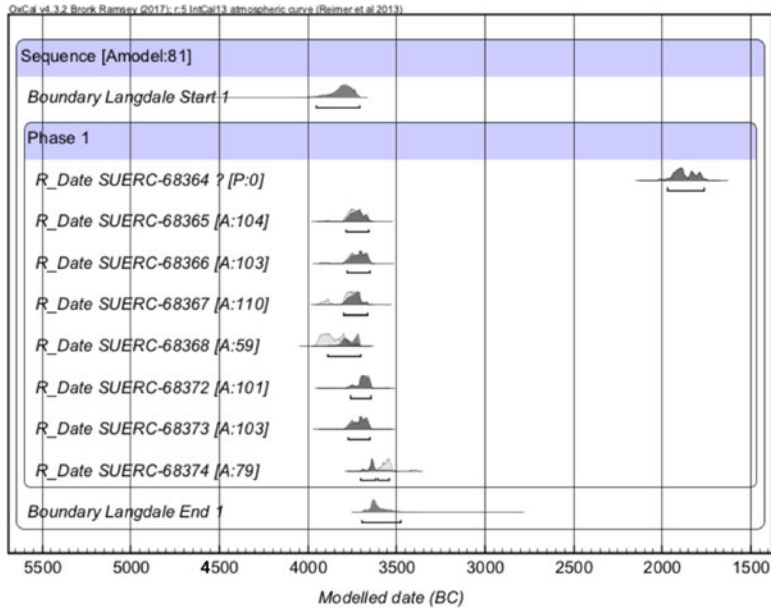 OxCal v4.3.2 Bronk Ramsey (2017); r:5 IntCal13 atmospheric curve (Reimer et al 2013)
Sequence [Amodel:81]
Boundary Langdale Start 1
Phase 1
R_Date SUERC-68364 ? [P:0]
R_Date SUERC-68365 [A:104]
R_Date SUERC-68366 [A:103]
R_Date SUERC-68367 [A:110]
R_Date SUERC-68368 [A:59]
R_Date SUERC-68372 [A:101]
R_Date SUERC-68373 [A:103]
R_Date SUERC-68374 [A:79]
Boundary Langdale End 1
5500 5000 4500 4000 3500 3000 2500 2000 1500
Modelled date (BC)